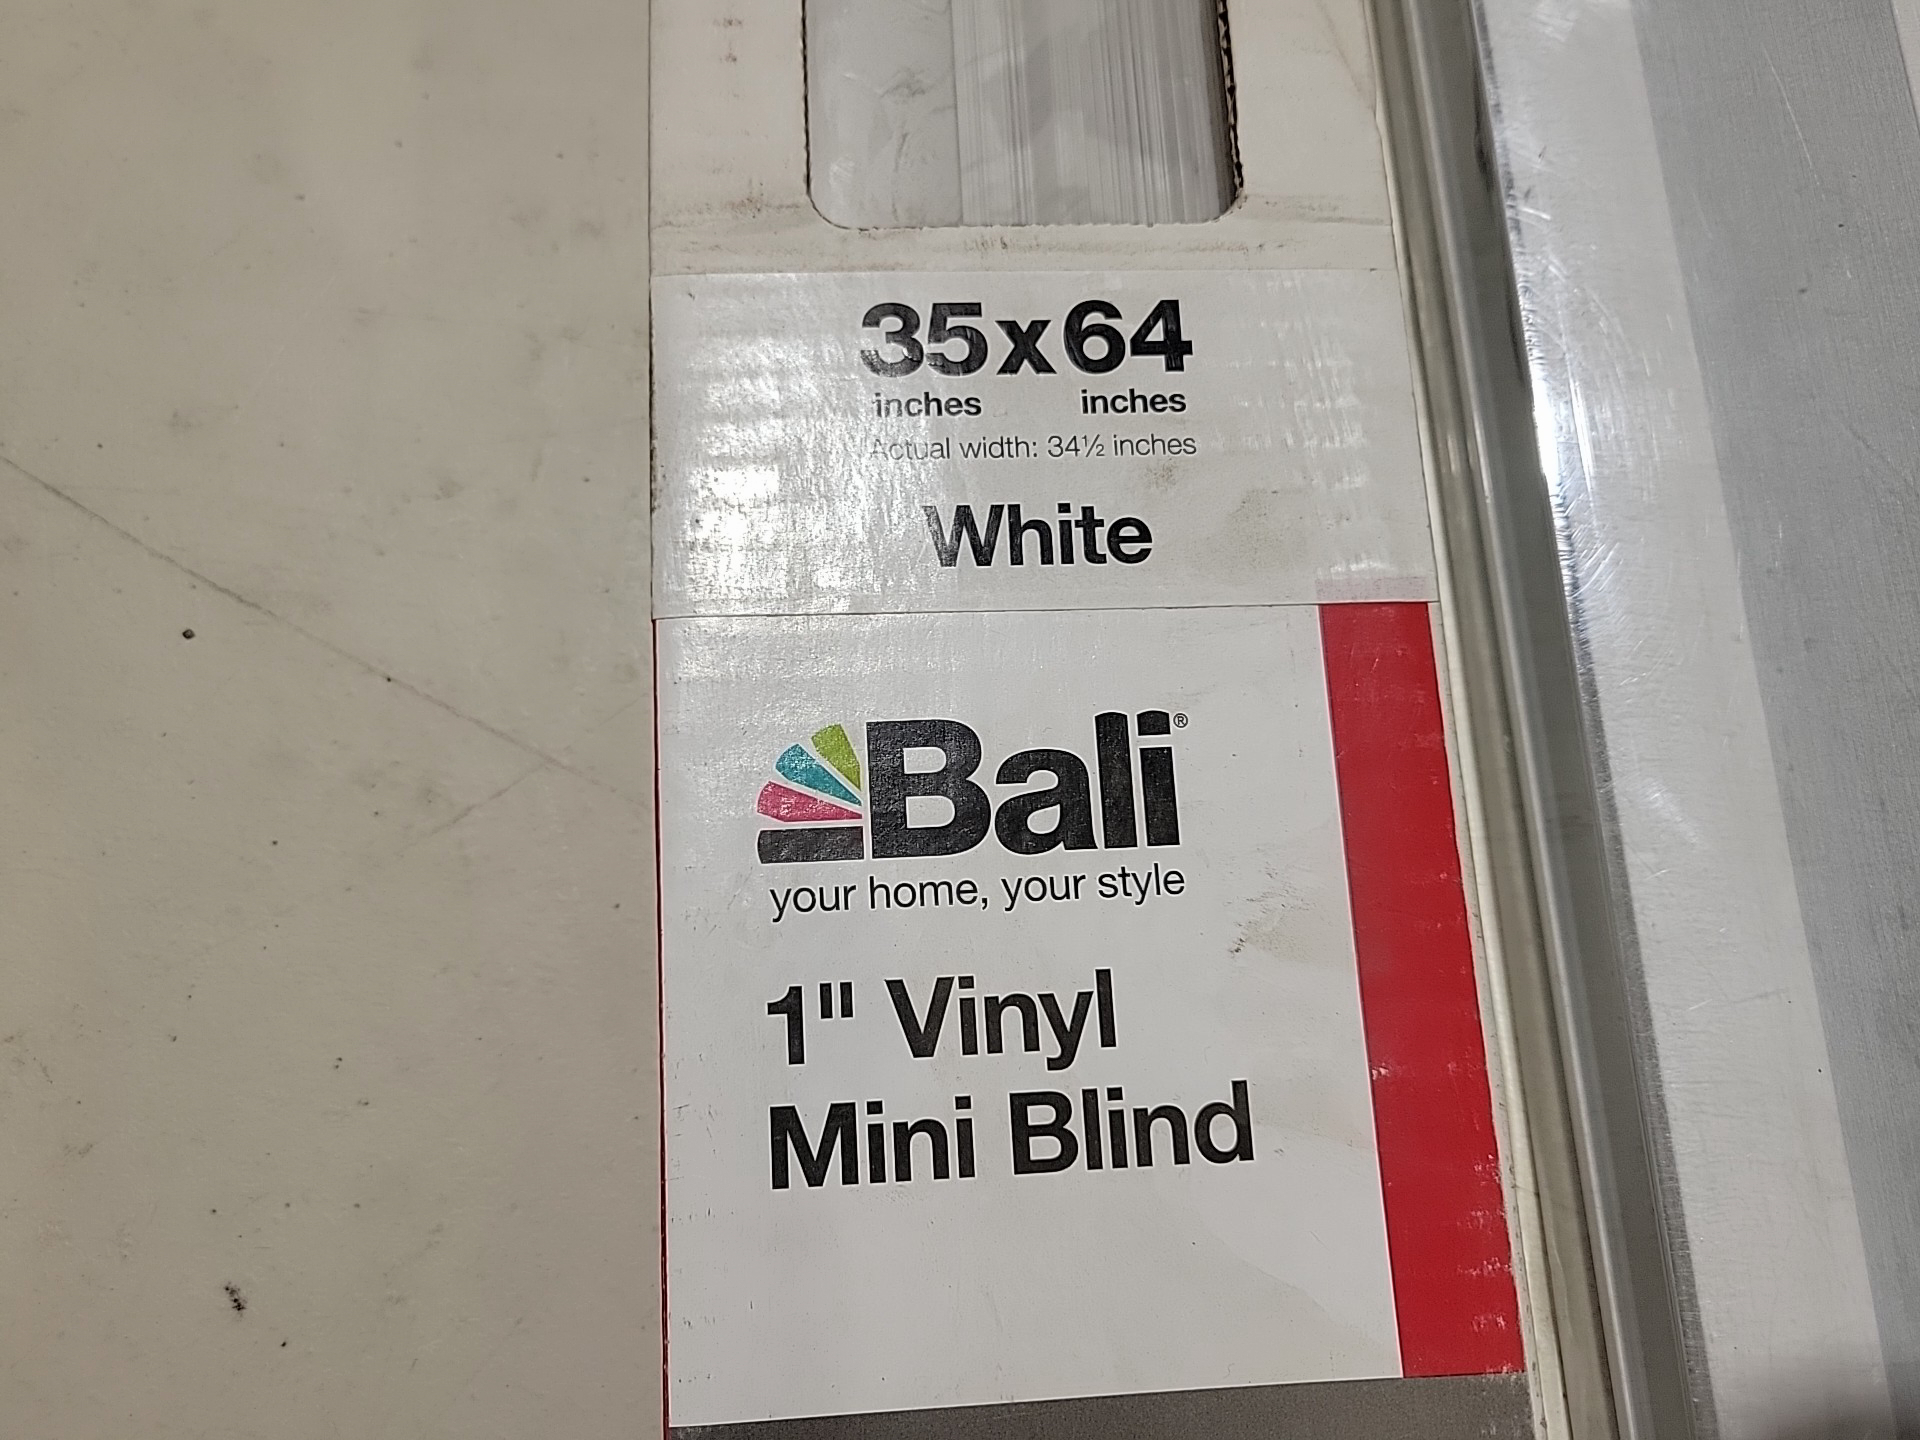 35x64
inches inches
Actual width: 34½ inches
White
Bali®
your home, your style
1" Vinyl
Mini Blind